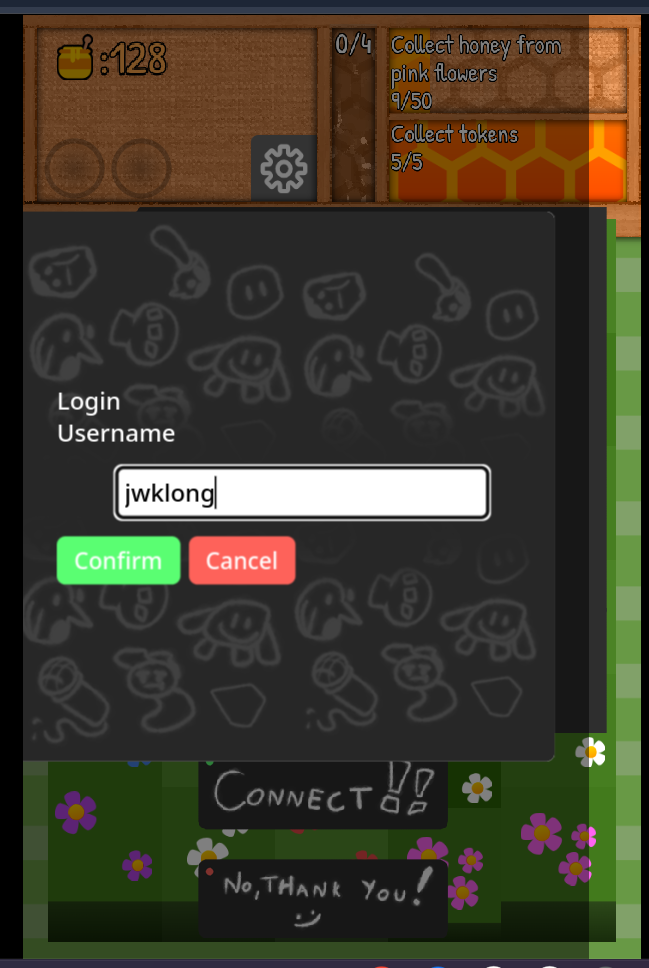 :128
0/4
Collect honey from
pink flowers
9/50
Collect tokens
5/5
Login
Username
jwklong
Confirm
Cancel
CONNECT!!
NO, THANK YOU!
:)